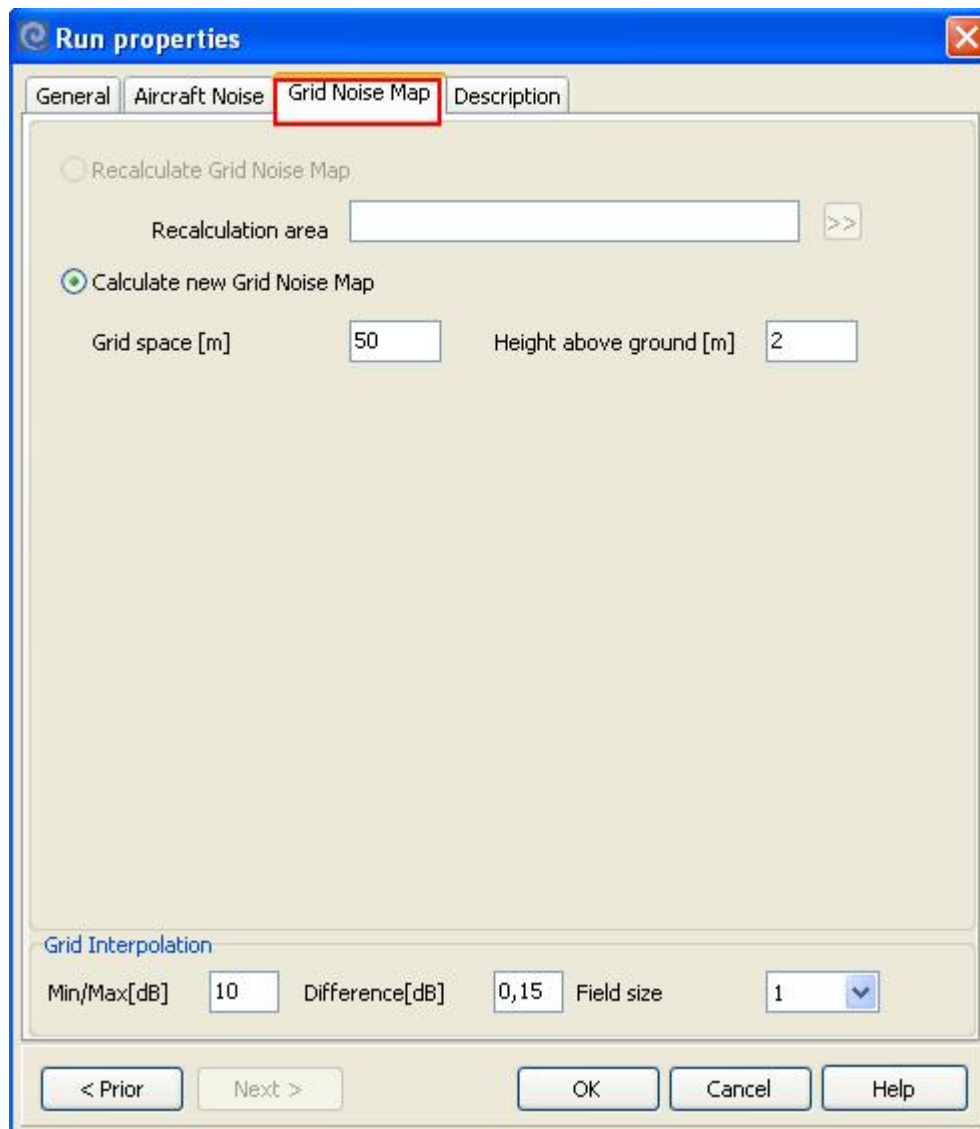 Run properties
General Aircraft Noise Grid Noise Map Description
Recalculate Grid Noise Map
Recalculation area >>
Calculate new Grid Noise Map
Grid space [m] 50 Height above ground [m] 2
Grid Interpolation
Min/Max[dB] 10 Difference[dB] 0,15 Field size 1
< Prior Next > OK Cancel Help